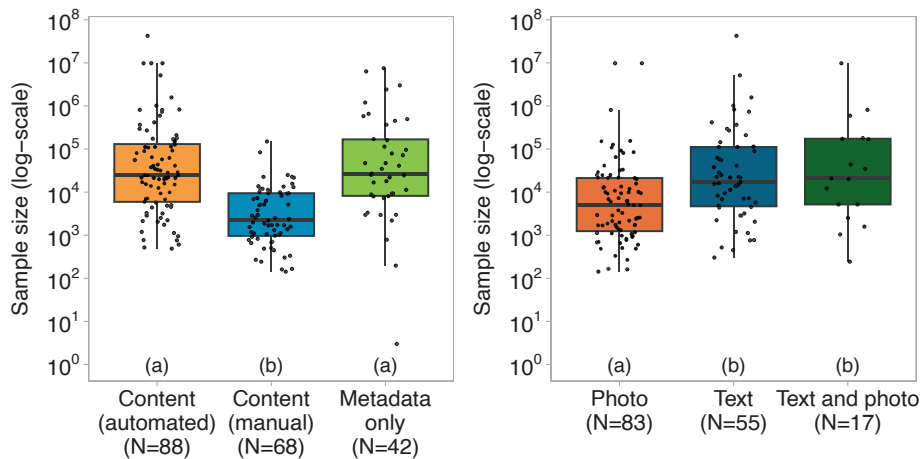 Sample size (log−scale)
10^8
10^7
10^6
10^5
10^4
10^3
10^2
10^1
10^0
(a)
(b)
(a)
Content
(automated)
(N=88)
Content
(manual)
(N=68)
Metadata
only
(N=42)
Sample size (log−scale)
10^8
10^7
10^6
10^5
10^4
10^3
10^2
10^1
10^0
(a)
(b)
(b)
Photo
(N=83)
Text
(N=55)
Text and photo
(N=17)